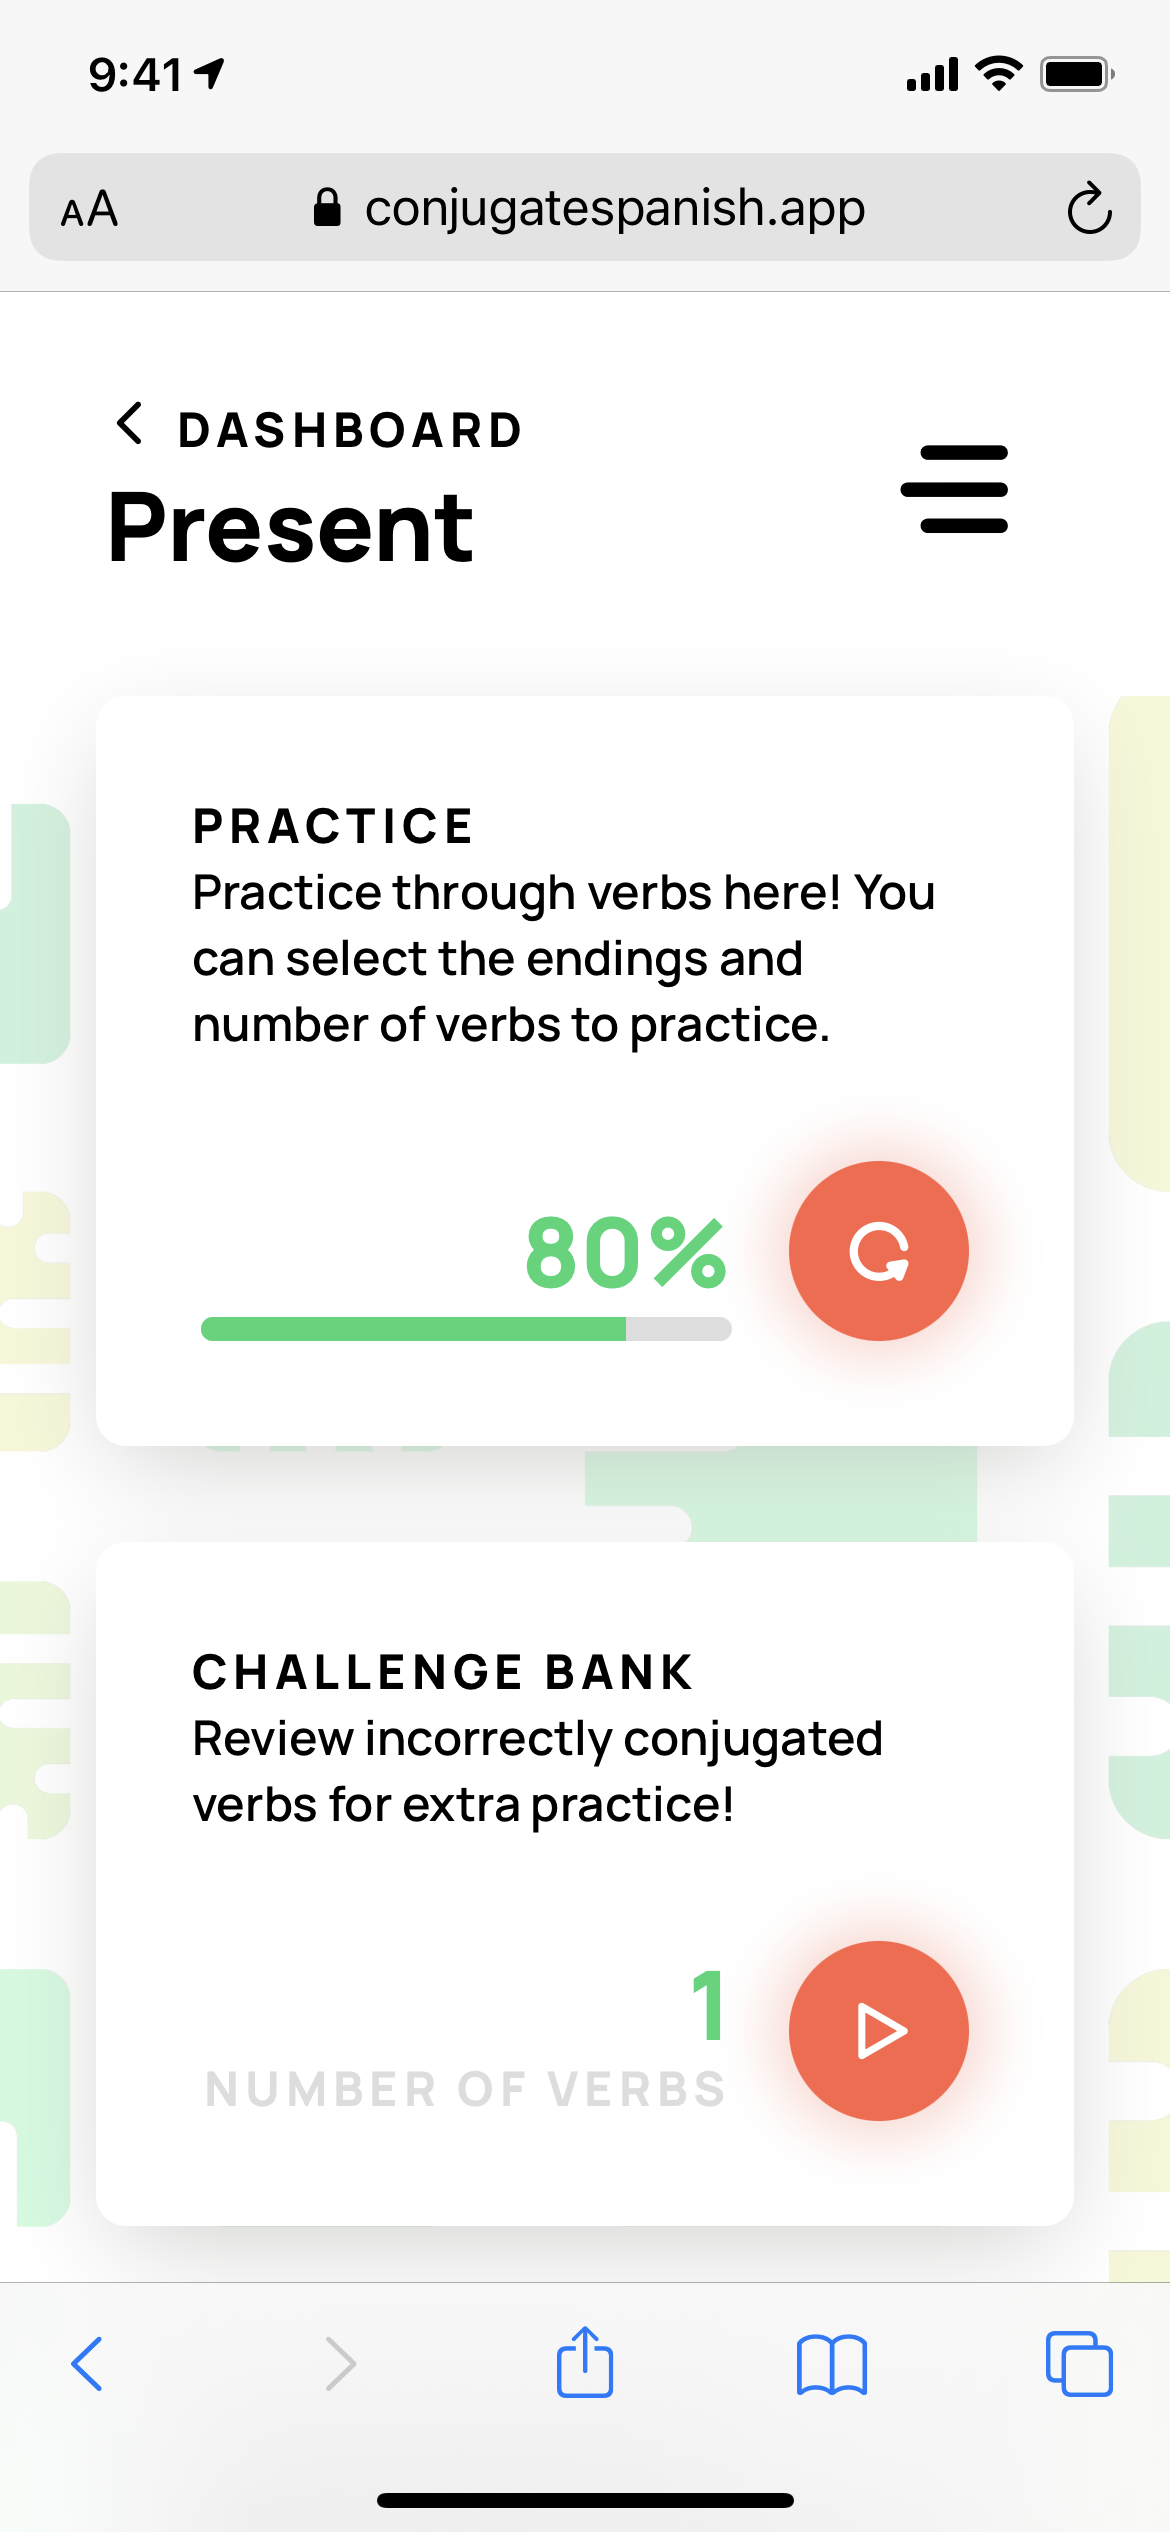 9:41
AA conjugatespanish.app
DASHBOARD
Present
PRACTICE
Practice through verbs here! You
can select the endings and
number of verbs to practice.
80%
CHALLENGE BANK
Review incorrectly conjugated
verbs for extra practice!
1
NUMBER OF VERBS